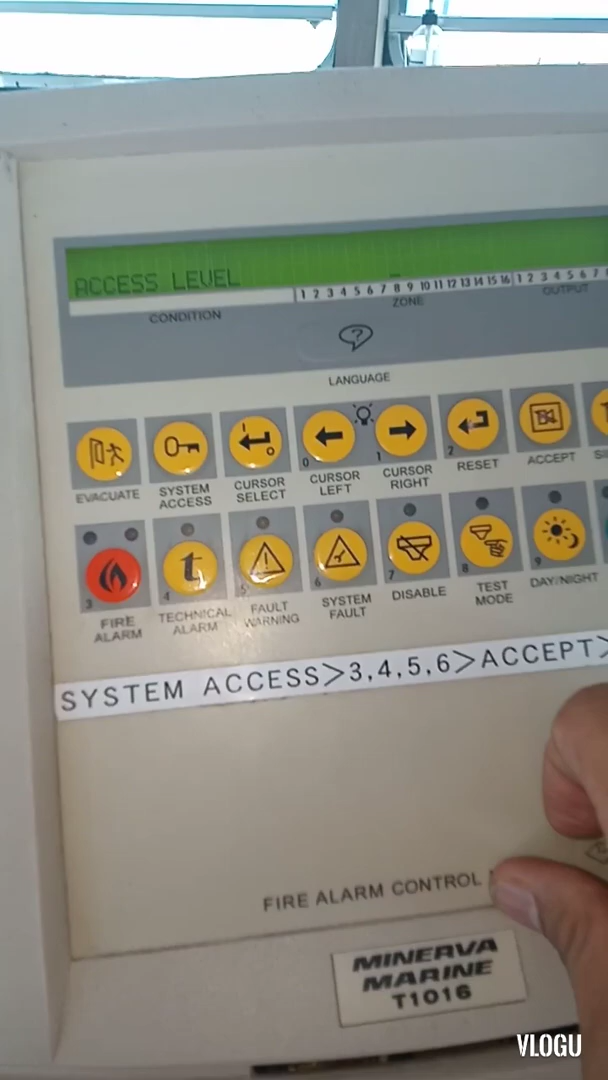 ACCESS LEVEL
1 2 3 4 5 6 7 8 9 10 11 12 13 14 15 16 1 2 3 4 5 6 7
CONDITION ZONE OUTPUT
?
LANGUAGE
0 1 2
EVACUATE SYSTEM ACCESS CURSOR SELECT CURSOR LEFT CURSOR RIGHT RESET ACCEPT
t
3 4 5 6 7 8 9
FIRE ALARM TECHNICAL ALARM FAULT WARNING SYSTEM FAULT DISABLE TEST MODE DAY/NIGHT
SYSTEM ACCESS>3,4,5,6>ACCEPT>
FIRE ALARM CONTROL
MINERVA
MARINE
T1016
VLOGU